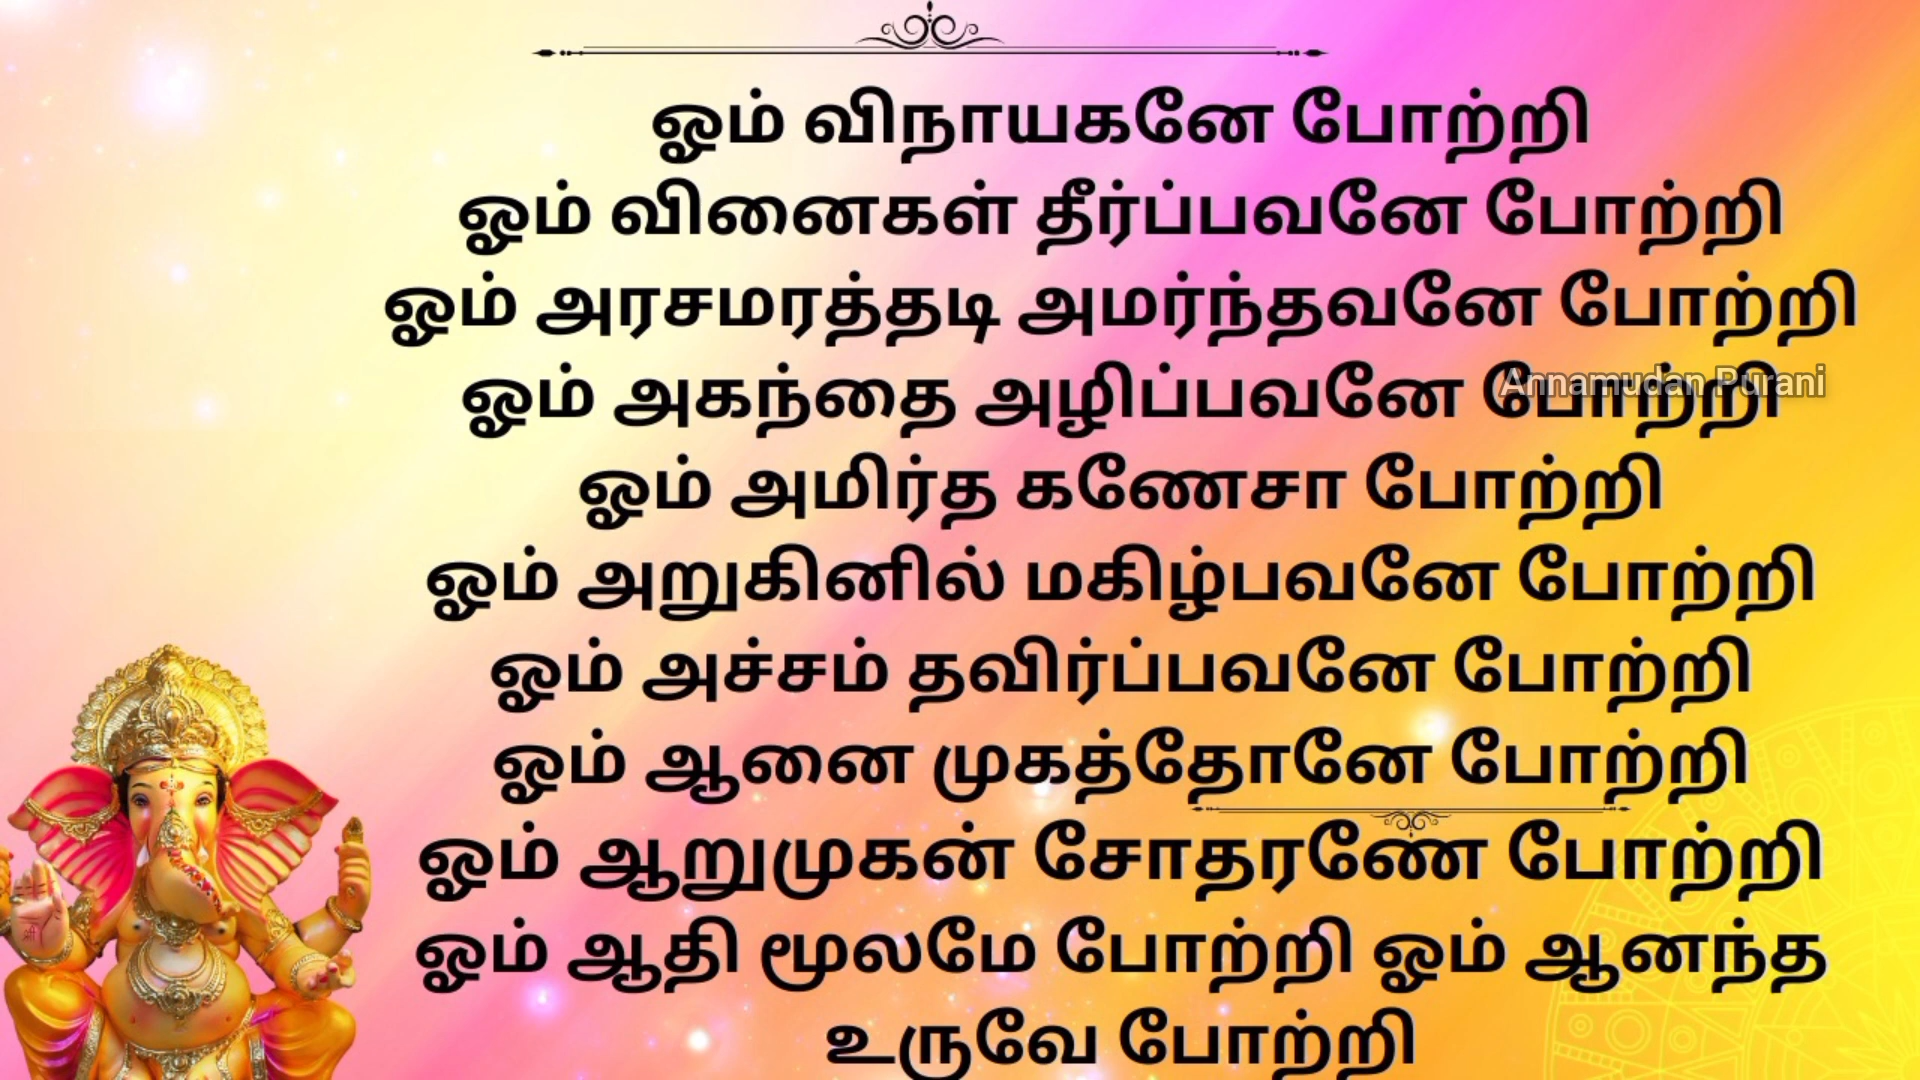 ஓம் விநாயகனே போற்றி
ஓம் வினைகள் தீர்ப்பவனே போற்றி
ஓம் அரசமரத்தடி அமர்ந்தவனே போற்றி
ஓம் அகந்தை அழிப்பவனே போற்றி
Annamudan Purani
ஓம் அமிர்த கணேசா போற்றி
ஓம் அறுகினில் மகிழ்பவனே போற்றி
ஓம் அச்சம் தவிர்ப்பவனே போற்றி
ஓம் ஆனை முகத்தோனே போற்றி
ஓம் ஆறுமுகன் சோதரணே போற்றி
ஓம் ஆதி மூலமே போற்றி ஓம் ஆனந்த
உருவே போற்றி